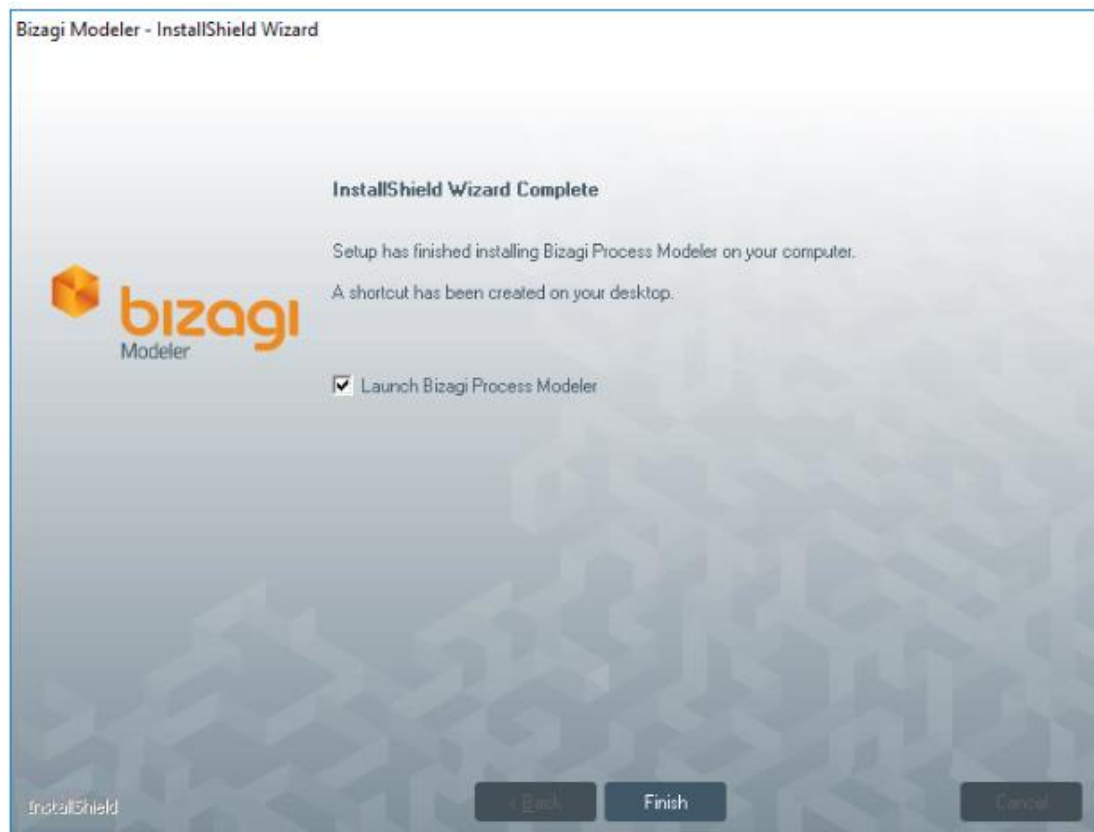 Bizagi Modeler - InstallShield Wizard
InstallShield Wizard Complete
Setup has finished installing Bizagi Process Modeler on your computer.
A shortcut has been created on your desktop.
bizagi
Modeler
Launch Bizagi Process Modeler
InstallShield
< Back
Finish
Cancel